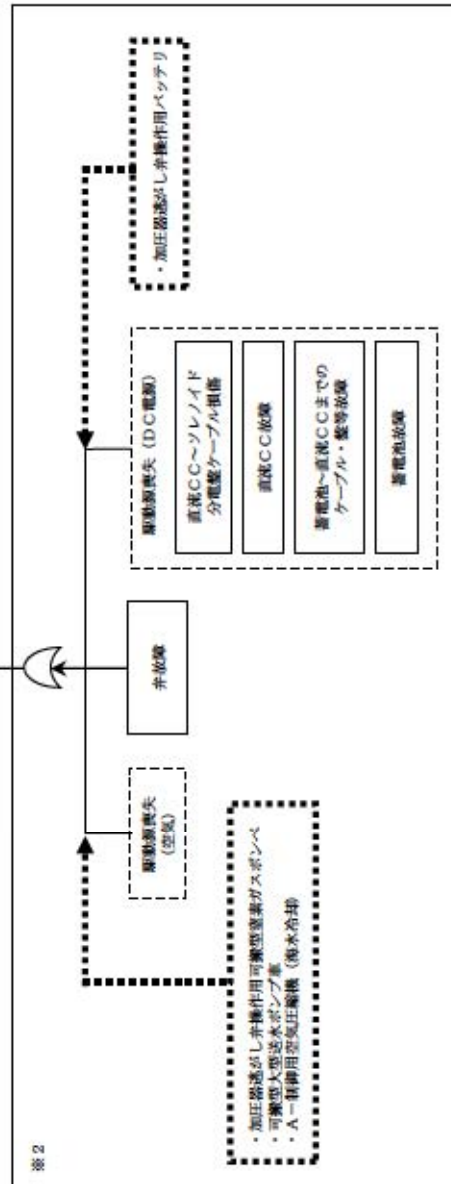 ※2
駆動源喪失
(空気)
・加圧器逃がし弁操作用可搬型窒素ガスボンベ
・可搬型大型送水ポンプ車
・A－制御用空気圧縮機（海水冷却）
弁故障
駆動源喪失（DC電源）
直流CC～ソレノイド
分電盤ケーブル損傷
直流CC故障
蓄電池～直流CCまでの
ケーブル・盤等故障
蓄電池故障
・加圧器逃がし弁操作用バッテリ